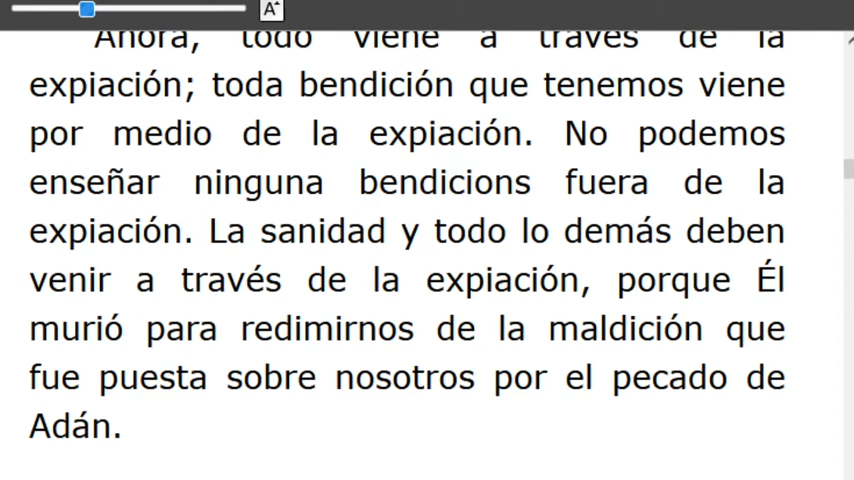 A
Ahora, todo viene a través de la
expiación; toda bendición que tenemos viene
por medio de la expiación. No podemos
enseñar ninguna bendicions fuera de la
expiación. La sanidad y todo lo demás deben
venir a través de la expiación, porque Él
murió para redimirnos de la maldición que
fue puesta sobre nosotros por el pecado de
Adán.